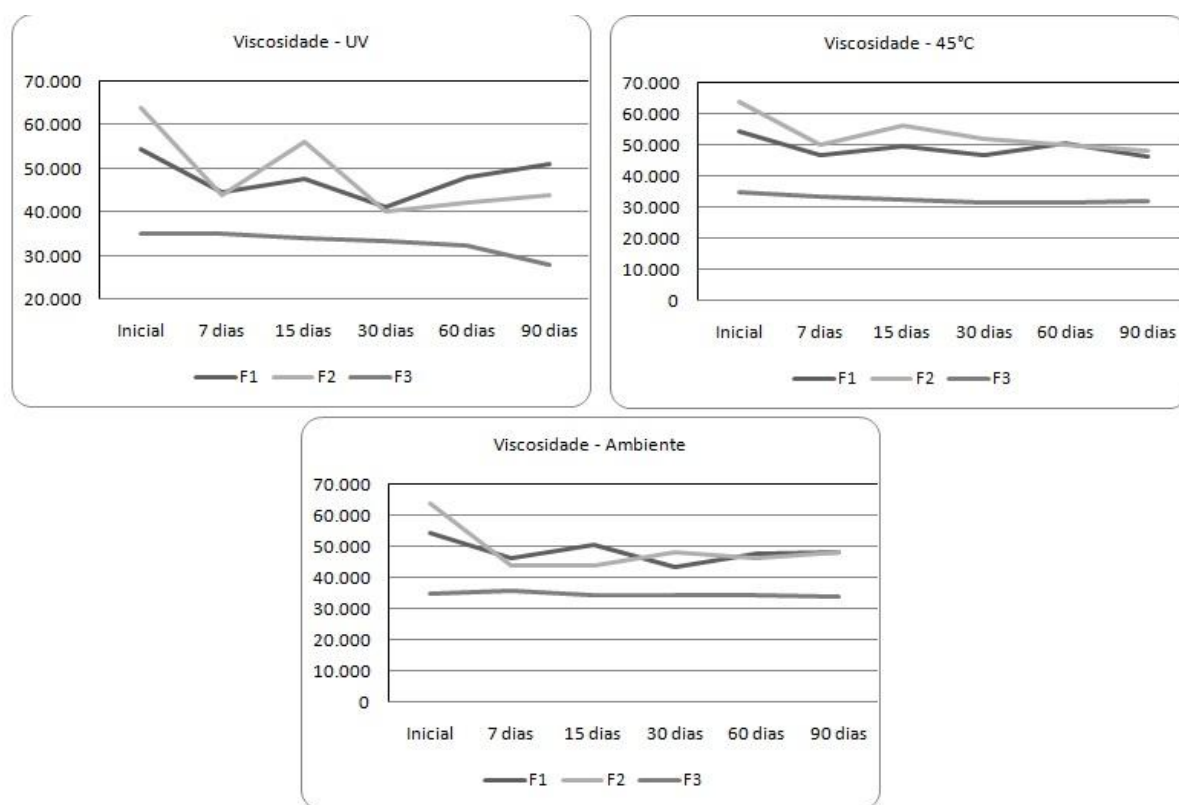 Viscosidade - UV
70.000
60.000
50.000
40.000
30.000
20.000
Inicial 7 dias 15 dias 30 dias 60 dias 90 dias
F1 F2 F3
Viscosidade - 45°C
70.000
60.000
50.000
40.000
30.000
20.000
10.000
0
Inicial 7 dias 15 dias 30 dias 60 dias 90 dias
F1 F2 F3
Viscosidade - Ambiente
70.000
60.000
50.000
40.000
30.000
20.000
10.000
0
Inicial 7 dias 15 dias 30 dias 60 dias 90 dias
F1 F2 F3